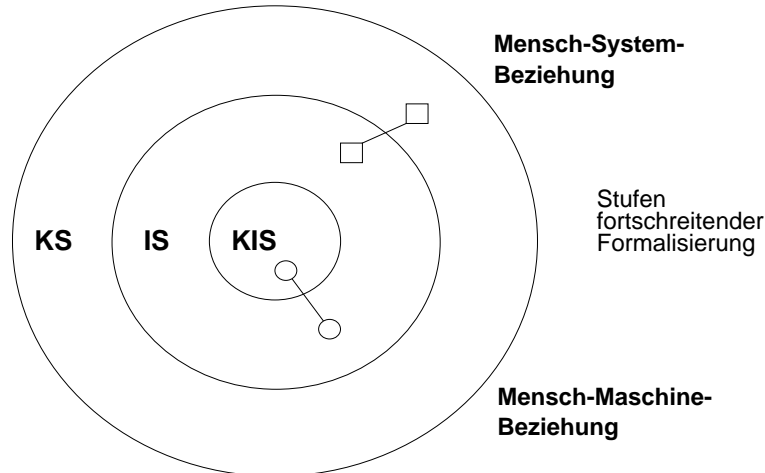 Mensch-System-
Beziehung
Stufen
fortschreitender
Formalisierung
KS IS KIS
Mensch-Maschine-
Beziehung